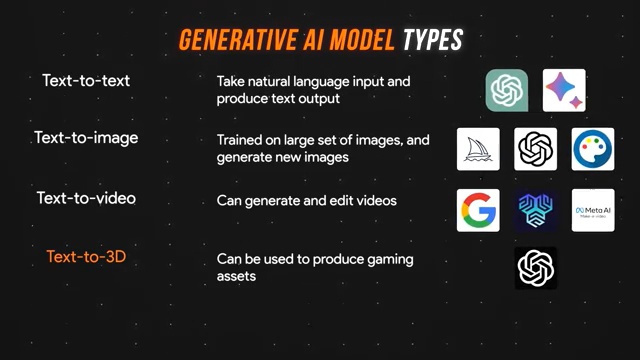 GENERATIVE AI MODEL TYPES
Text-to-text
Take natural language input and
produce text output
Text-to-image
Trained on large set of images, and
generate new images
Text-to-video
Can generate and edit videos
Meta AI
Text-to-3D
Can be used to produce gaming
assets